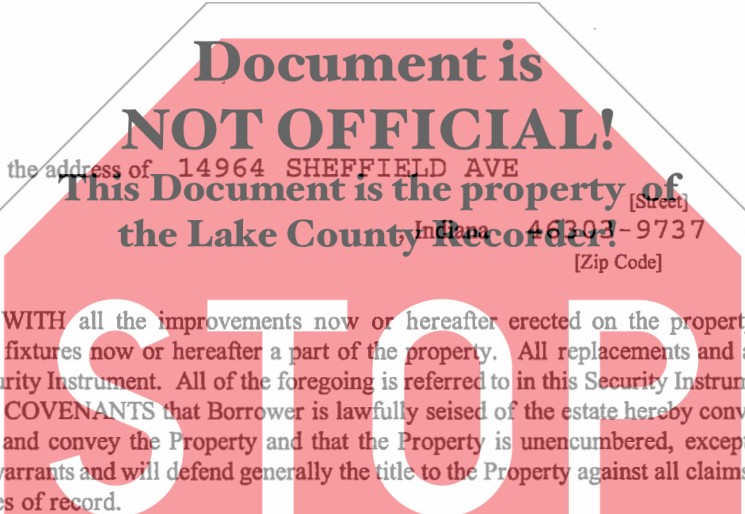 Document is
NOT OFFICIAL!
the address of 14964 SHEFFIELD AVE
This Document is the property of
[Street]
the Lake County Recorder!
, Indiana 46303-9737
[Zip Code]
STOP
WITH all the improvements now or hereafter erected on the propert
fixtures now or hereafter a part of the property. All replacements and a
urity Instrument. All of the foregoing is referred to in this Security Instrum
COVENANTS that Borrower is lawfully seised of the estate hereby conv
and convey the Property and that the Property is unencumbered, excep
warrants and will defend generally the title to the Property against all claims
es of record.